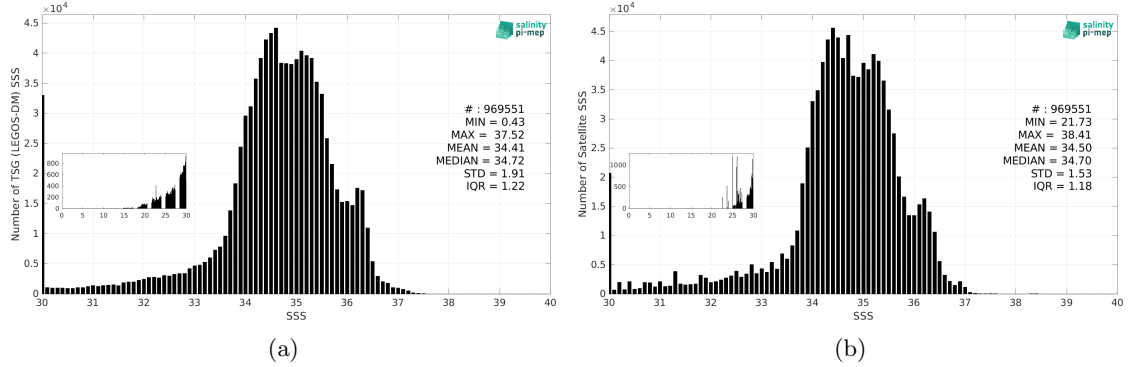 ×10⁴
4.5
4
3.5
3
2.5
2
1.5
1
0.5
0
Number of TSG (LEGOS-DM) SSS
30 31 32 33 34 35 36 37 38 39 40
SSS
salinity
pi-mep
# : 969551
MIN = 0.43
MAX = 37.52
MEAN = 34.41
MEDIAN = 34.72
STD = 1.91
IQR = 1.22
800
600
400
200
0
0 5 10 15 20 25 30
(a)
×10⁴
4.5
4
3.5
3
2.5
2
1.5
1
0.5
0
Number of Satellite SSS
30 31 32 33 34 35 36 37 38 39 40
SSS
salinity
pi-mep
# : 969551
MIN = 21.73
MAX = 38.41
MEAN = 34.50
MEDIAN = 34.70
STD = 1.53
IQR = 1.18
1000
500
0
0 5 10 15 20 25 30
(b)